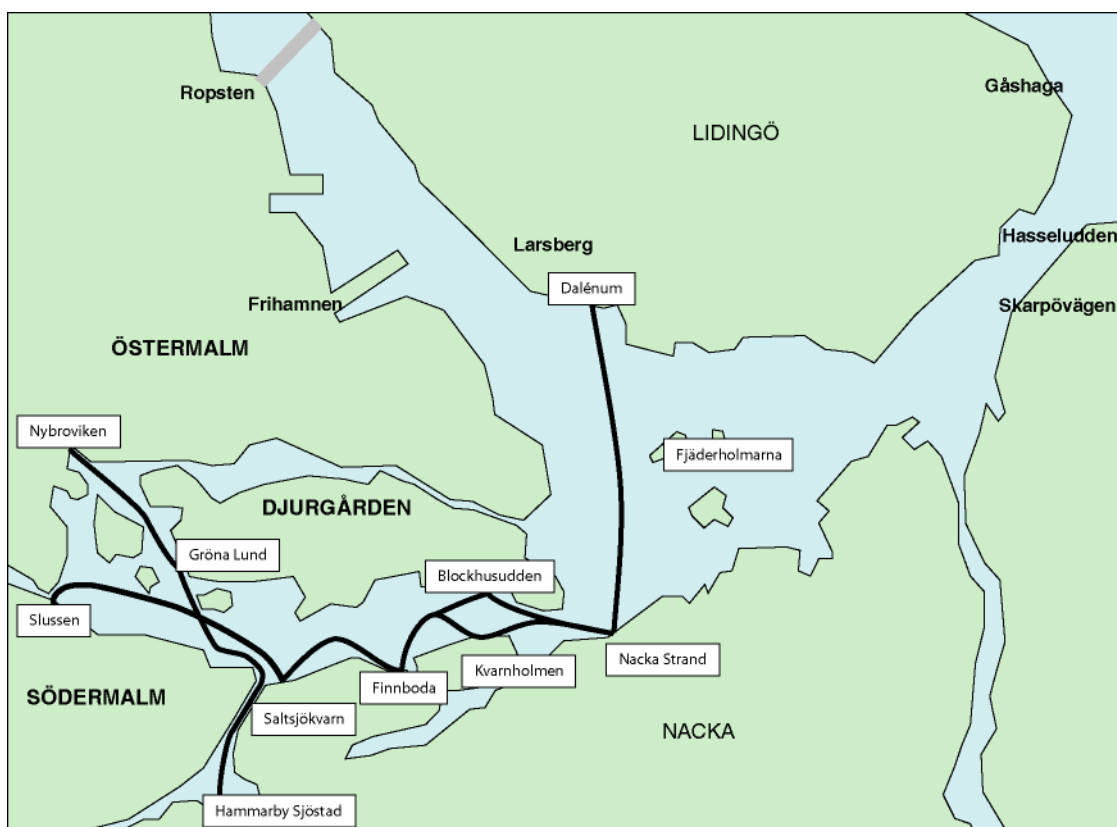 Ropsten
Gåshaga
LIDINGÖ
Larsberg
Hasseludden
Dalénum
Frihamnen
Skarpövägen
ÖSTERMALM
Nybroviken
Fjäderholmarna
DJURGÅRDEN
Gröna Lund
Blockhusudden
Slussen
Nacka Strand
Kvarnholmen
Finnboda
SÖDERMALM
Saltsjökvarn
NACKA
Hammarby Sjöstad